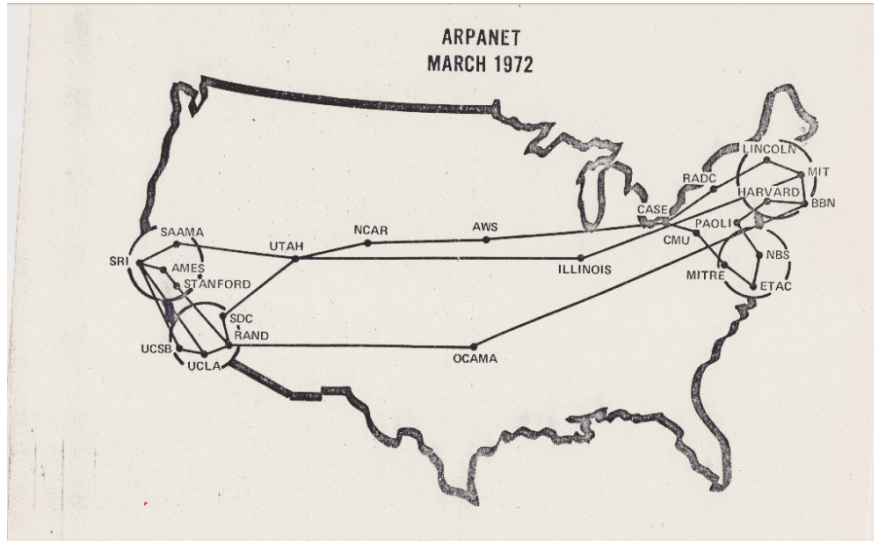 ARPANET
MARCH 1972
LINCOLN
RADC
MIT
HARVARD
BBN
CASE
PAOLI
SAAMA
NCAR
AWS
UTAH
CMU
SRI
AMES
ILLINOIS
NBS
MITRE
STANFORD
ETAC
SDC
RAND
UCSB
UCLA
OCAMA